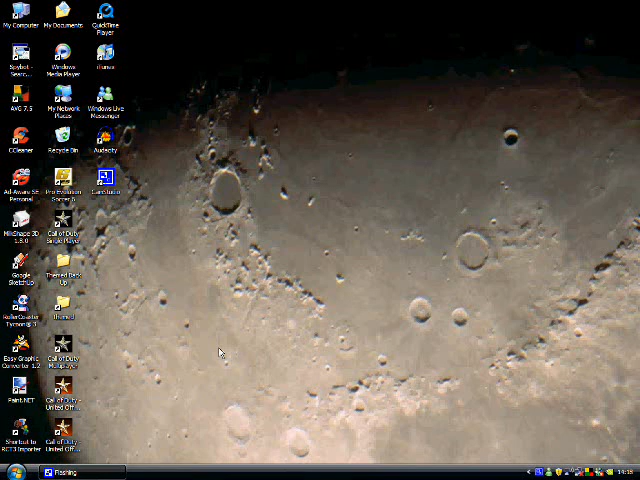 My Computer
My Documents
QuickTime
Player
Spybot -
Searc...
Windows
Media Player
iTunes
AVG 7.5
My Network
Places
Windows Live
Messenger
CCleaner
Recycle Bin
Audacity
Ad-Aware SE
Personal
Pro Evolution
Soccer 6
CamStudio
MilkShape 3D
1.8.0
Call of Duty
Single Player
Google
SketchUp
Themed Back
Up
RollerCoaster
Tycoon® 3
Themed
Easy Graphic
Converter 1.2
Call of Duty
Multiplayer
Paint.NET
Call of Duty -
United Off...
Shortcut to
RCT3 Importer
Call of Duty -
United Off...
Flashing
14:18